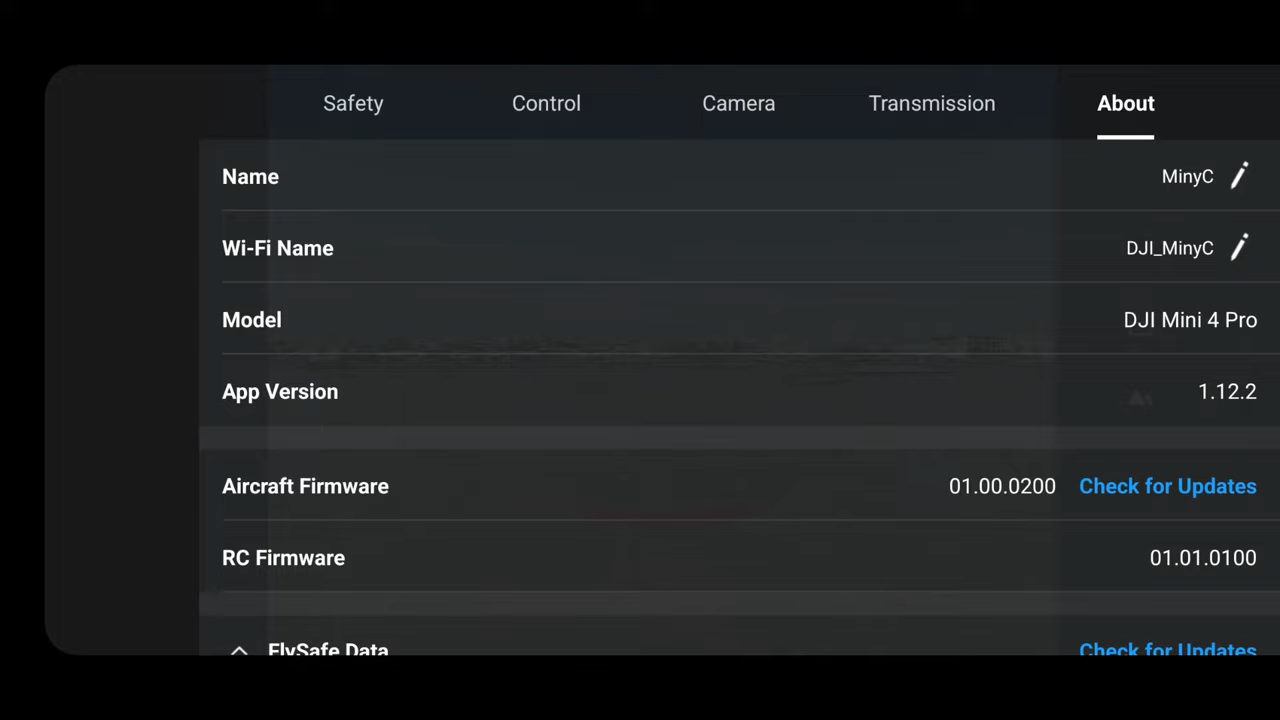 Safety Control Camera Transmission About
Name MinyC
Wi-Fi Name DJI_MinyC
Model DJI Mini 4 Pro
App Version 1.12.2
Aircraft Firmware 01.00.0200 Check for Updates
RC Firmware 01.01.0100
FlySafe Data Check for Updates